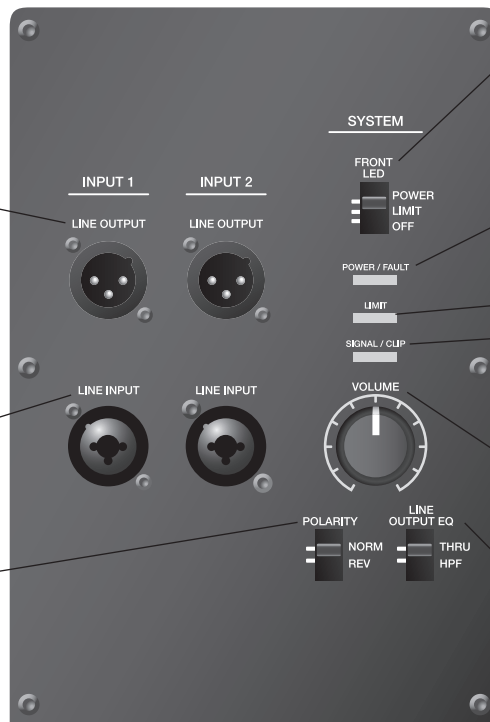 SYSTEM
FRONT
LED
POWER
LIMIT
OFF
INPUT 1
INPUT 2
LINE OUTPUT
LINE OUTPUT
POWER / FAULT
LIMIT
SIGNAL / CLIP
LINE INPUT
LINE INPUT
VOLUME
POLARITY
NORM
REV
LINE
OUTPUT EQ
THRU
HPF